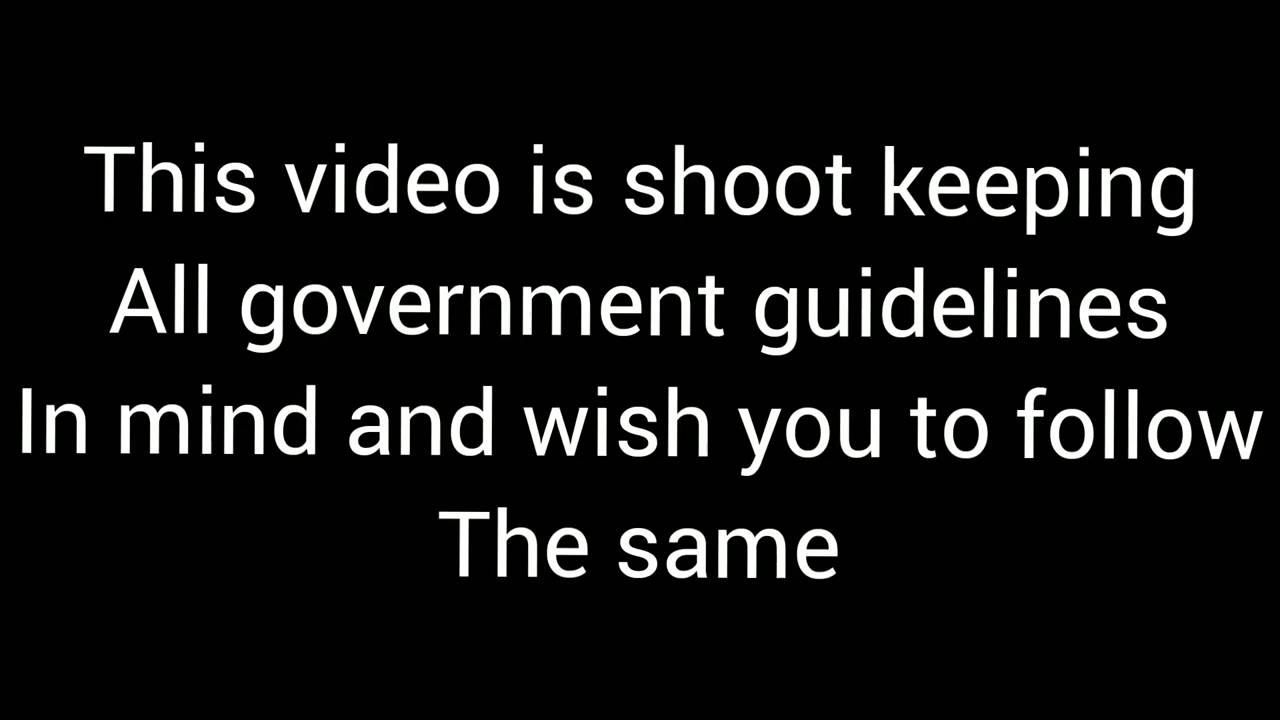 This video is shoot keeping
All government guidelines
In mind and wish you to follow
The same